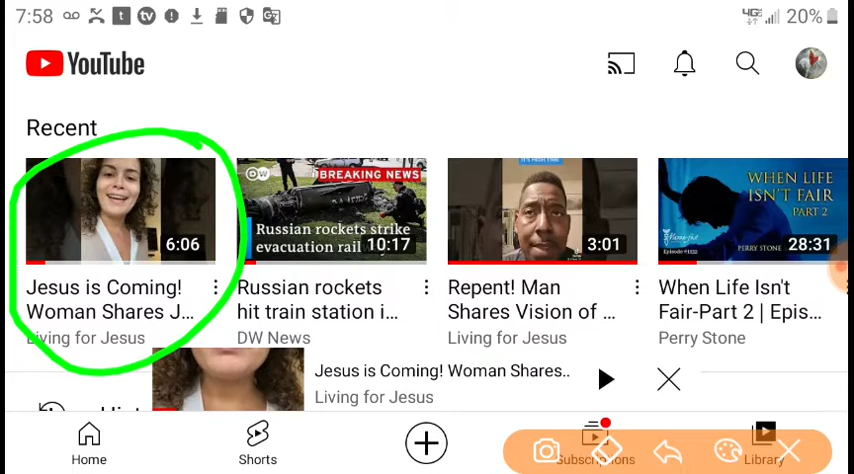 7:58
4G
20%
YouTube
Recent
6:06
DW
BREAKING NEWS
Russian rockets strike
evacuation rail
10:17
3:01
WHEN LIFE
ISN'T FAIR
PART 2
PERRY STONE
28:31
Jesus is Coming!
Woman Shares J...
Living for Jesus
Russian rockets
hit train station i...
DW News
Repent! Man
Shares Vision of ...
Living for Jesus
When Life Isn't
Fair-Part 2 | Epis...
Perry Stone
Jesus is Coming! Woman Shares..
Living for Jesus
Home
Shorts
Subscriptions
Library